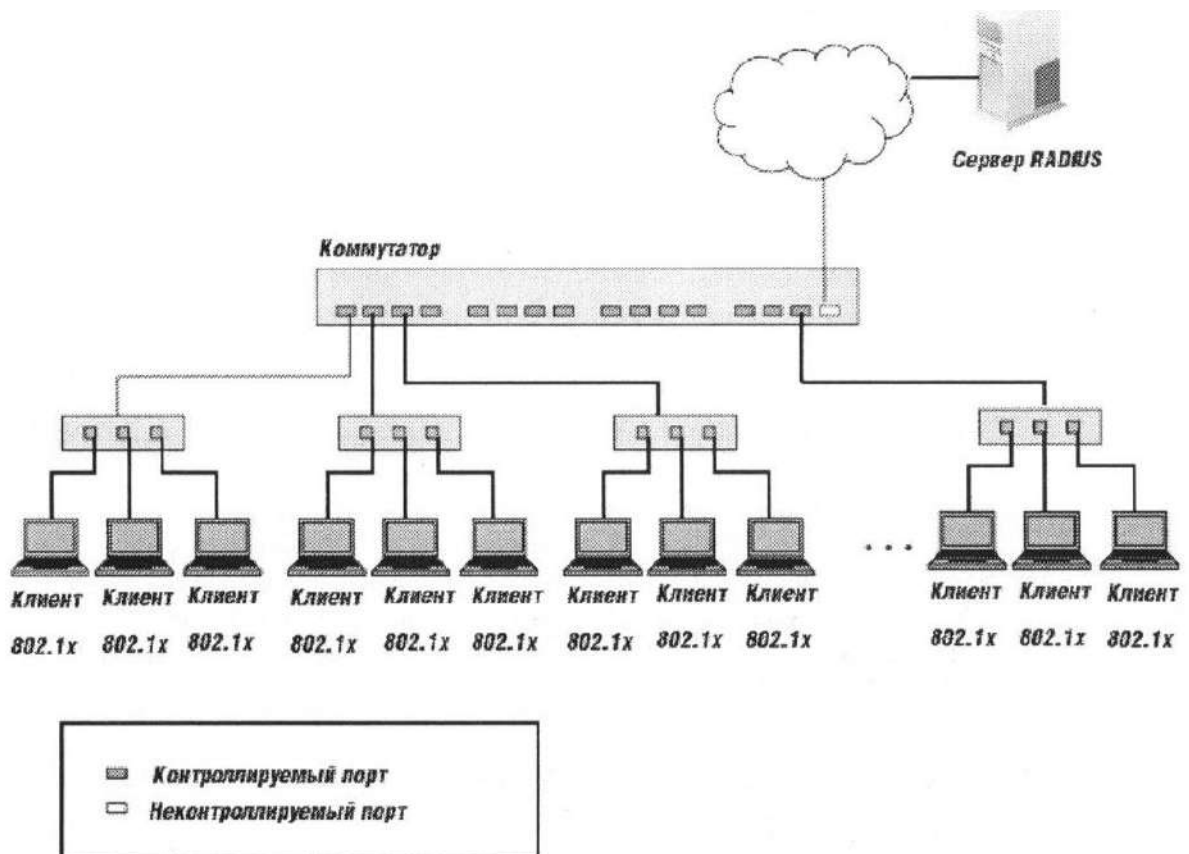 Сервер RADIUS
Коммутатор
Клиент Клиент Клиент Клиент Клиент Клиент Клиент Клиент Клиент Клиент Клиент Клиент
802.1x 802.1x 802.1x 802.1x 802.1x 802.1x 802.1x 802.1x 802.1x 802.1x 802.1x 802.1x
Контроллируемый порт
Неконтроллируемый порт